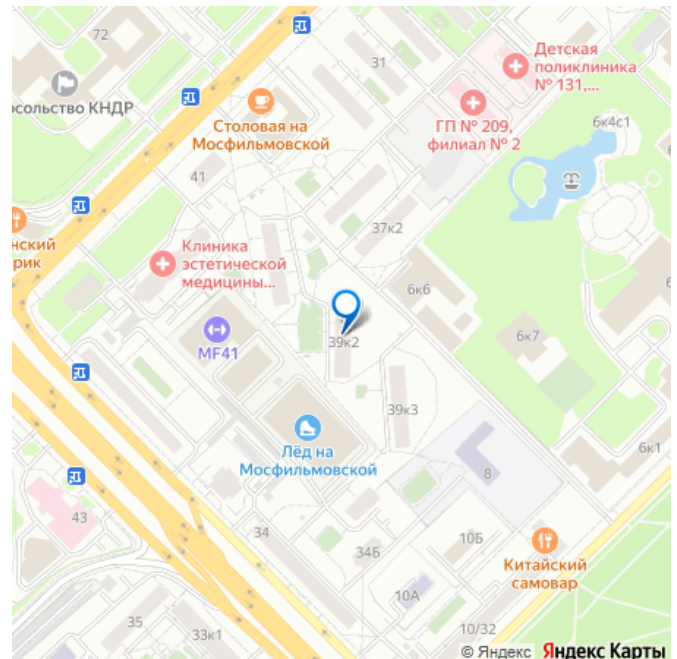 72
31
Детская
поликлиника
№ 131,...
осольство КНДР
Столовая на
Мосфильмовской
ГП № 209,
филиал № 2
6к4с1
41
37к2
нский
рик
Клиника
эстетической
медицины...
6к6
6к7
MF41
39к2
39к3
Лёд на
Мосфильмовской
6к1
8
43
34
34Б
10Б
Китайский
самовар
10А
35
33к1
10/32
© Яндекс Яндекс Карты